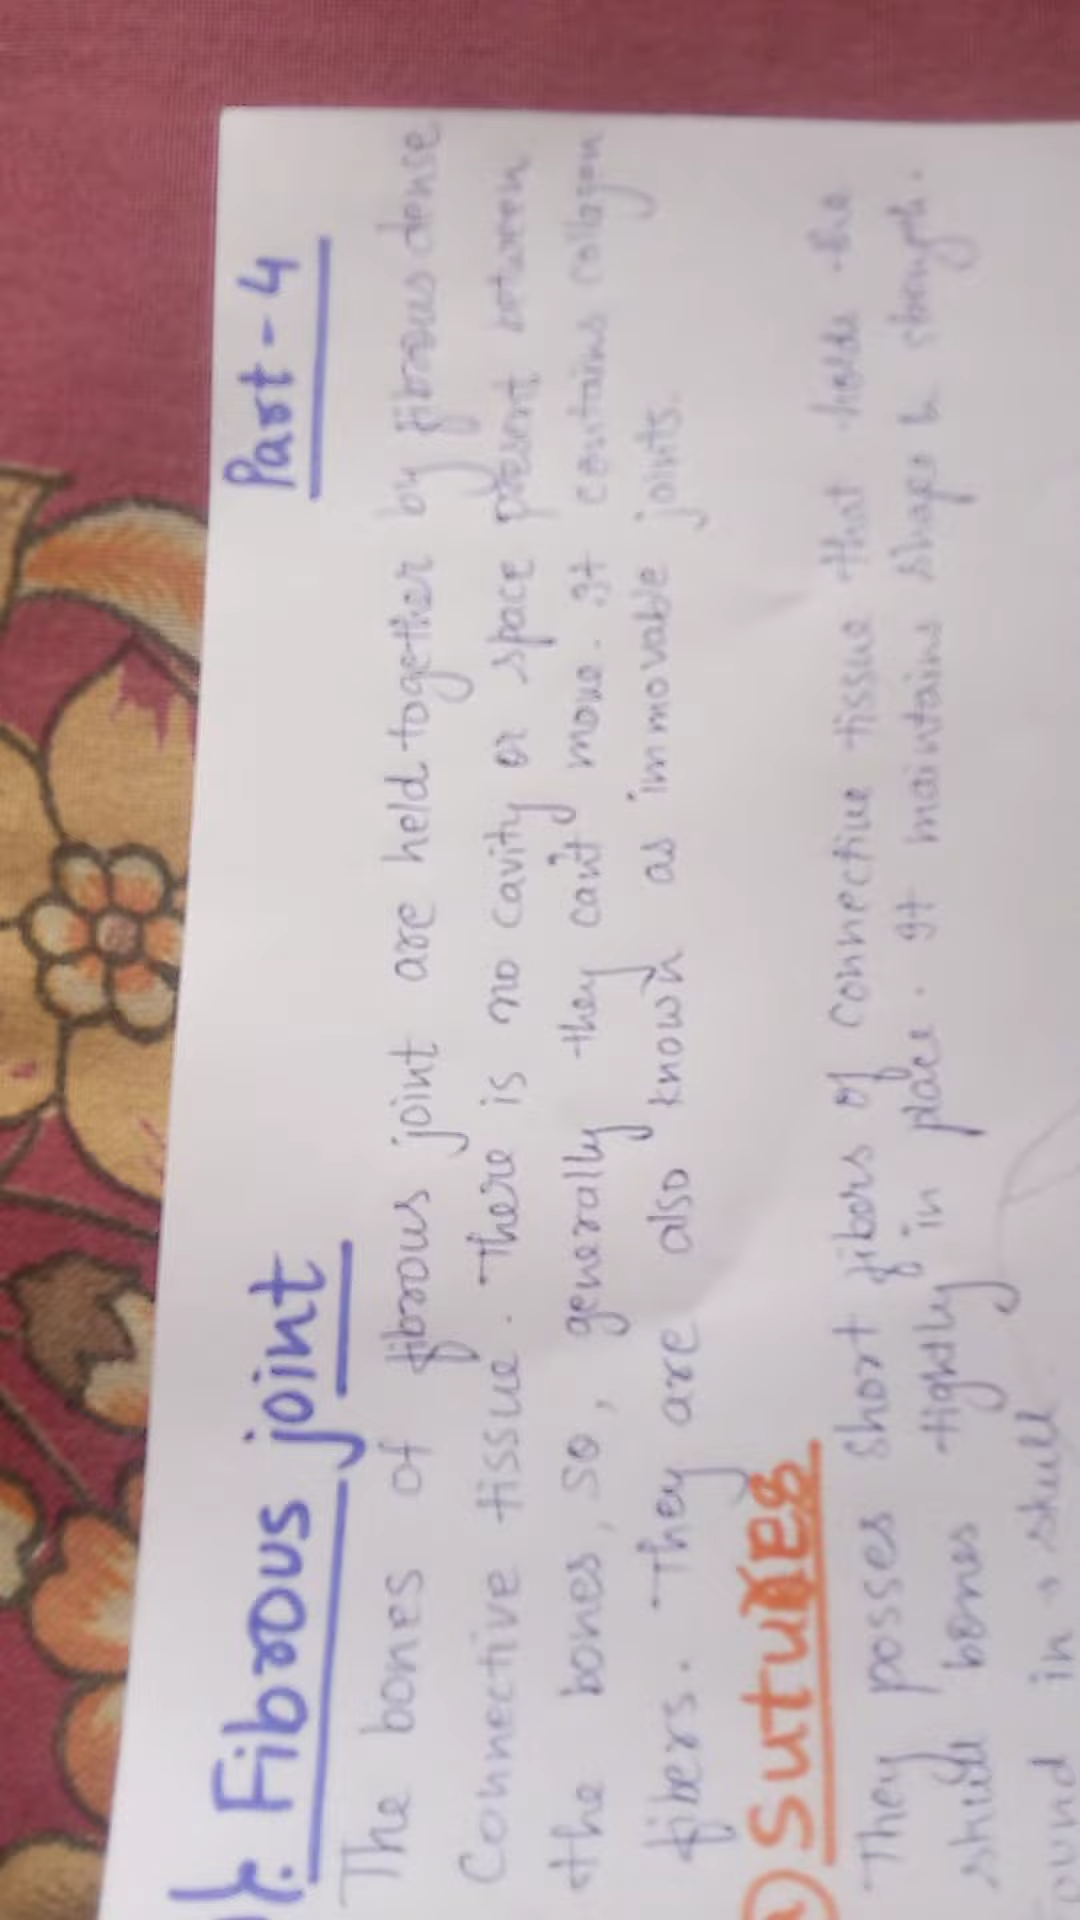 }: Fibrous joint Part-4
The bones of fibrous joint are held together by fibrous dense
Connective tissue. There is no cavity or space present between
the bones, so, generally they can't move. It contains collagen
fibers. They are also known as immovable joints.
) Sutures
They posses short fibers of connective tissue that holds the
skull bones tightly in place. It maintains shape & strength.
ound in → skull